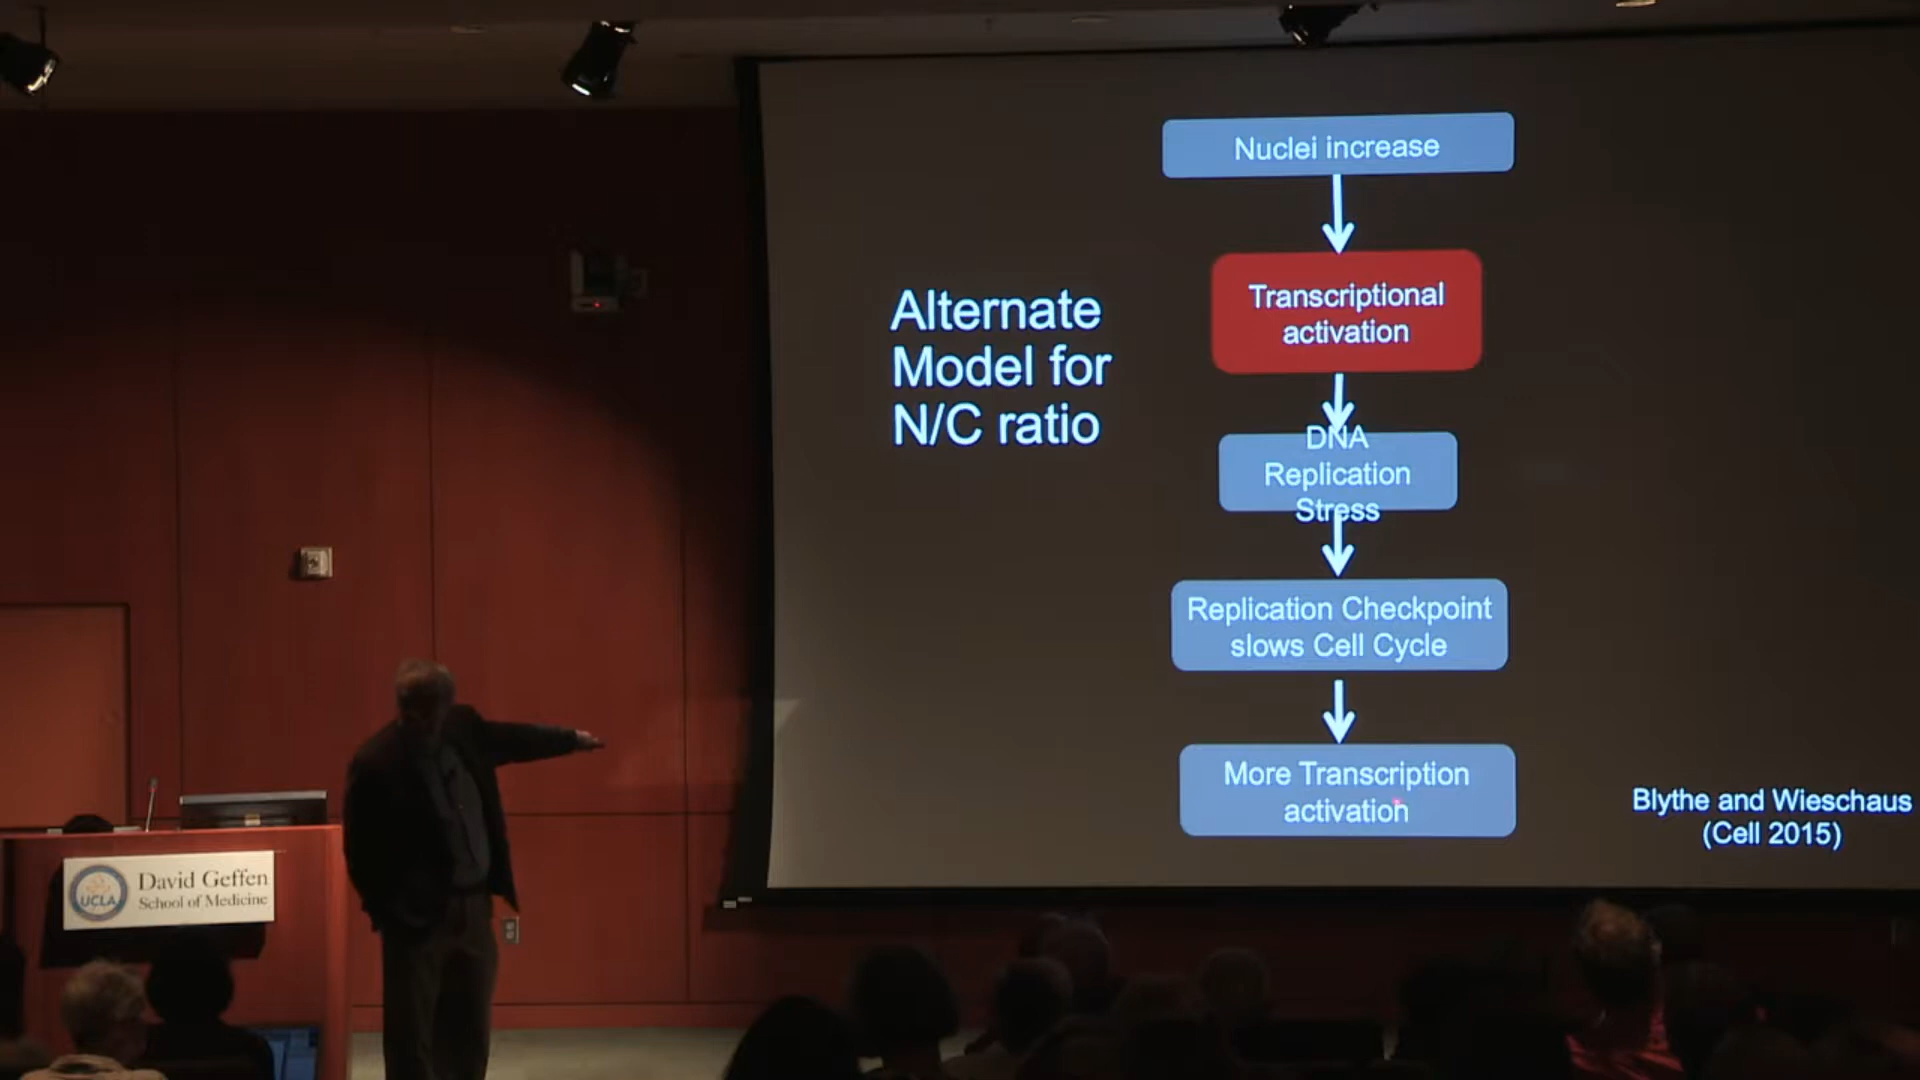 Nuclei increase
Alternate
Model for
N/C ratio
Transcriptional
activation
DNA
Replication
Stress
Replication Checkpoint
slows Cell Cycle
More Transcription
activation
Blythe and Wieschaus
(Cell 2015)
UCLA
David Geffen
School of Medicine